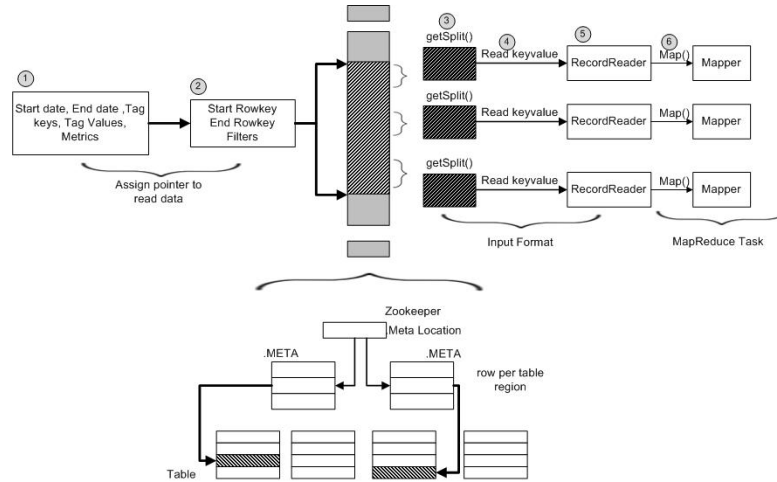 1
Start date, End date ,Tag
keys, Tag Values,
Metrics
2
Start Rowkey
End Rowkey
Filters
Assign pointer to
read data
3
getSplit()
4
Read keyvalue
5
RecordReader
6
Map()
Mapper
getSplit()
Read keyvalue
RecordReader
Map()
Mapper
getSplit()
Read keyvalue
RecordReader
Map()
Mapper
Input Format
MapReduce Task
Zookeeper
.Meta Location
.META
.META
row per table
region
Table